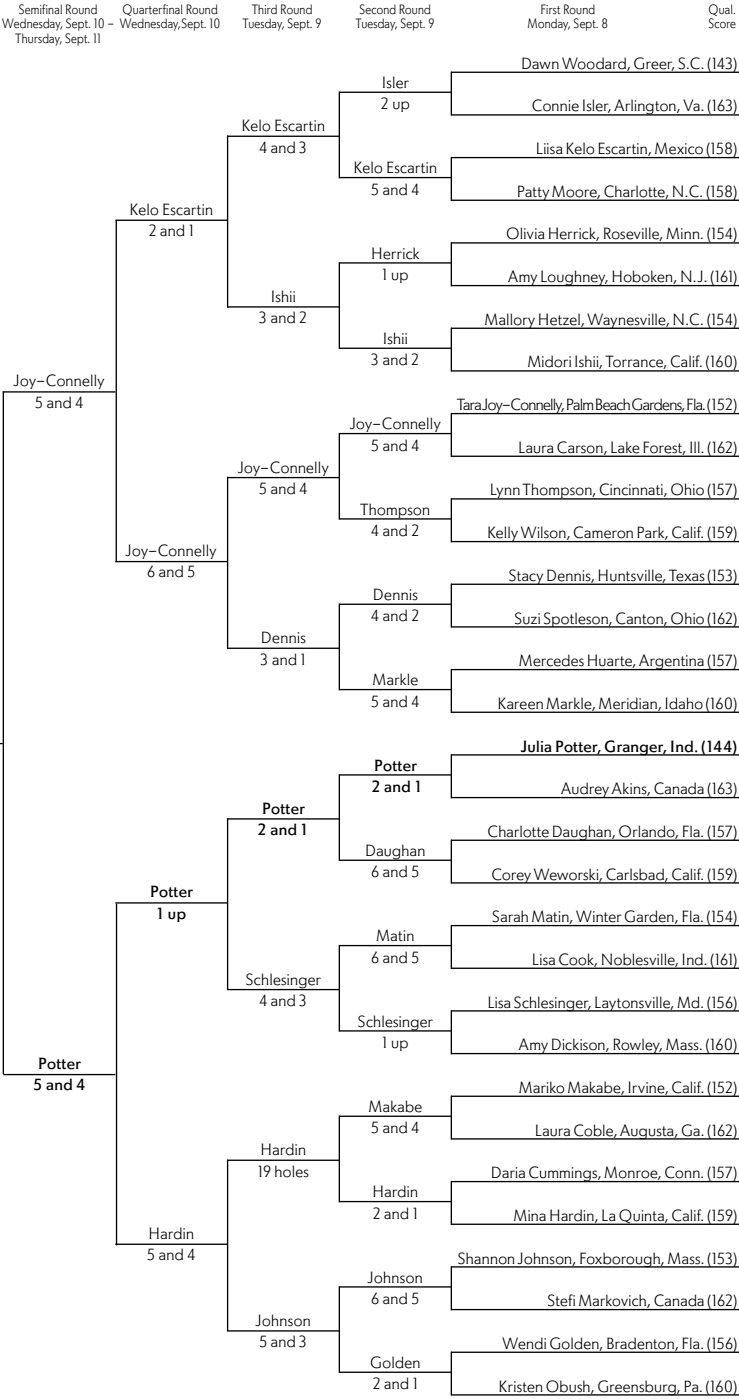 Semifinal Round
Wednesday, Sept. 10 –
Thursday, Sept. 11
Quarterfinal Round
Wednesday, Sept. 10
Third Round
Tuesday, Sept. 9
Second Round
Tuesday, Sept. 9
First Round
Monday, Sept. 8
Qual.
Score
Dawn Woodard, Greer, S.C. (143)
Isler
2 up
Connie Isler, Arlington, Va. (163)
Kelo Escartin
4 and 3
Liisa Kelo Escartin, Mexico (158)
Kelo Escartin
5 and 4
Patty Moore, Charlotte, N.C. (158)
Kelo Escartin
2 and 1
Olivia Herrick, Roseville, Minn. (154)
Herrick
1 up
Amy Loughney, Hoboken, N.J. (161)
Ishii
3 and 2
Mallory Hetzel, Waynesville, N.C. (154)
Ishii
3 and 2
Midori Ishii, Torrance, Calif. (160)
Joy–Connelly
5 and 4
Tara Joy–Connelly, Palm Beach Gardens, Fla. (152)
Joy–Connelly
5 and 4
Laura Carson, Lake Forest, Ill. (162)
Joy–Connelly
5 and 4
Lynn Thompson, Cincinnati, Ohio (157)
Thompson
4 and 2
Kelly Wilson, Cameron Park, Calif. (159)
Joy–Connelly
6 and 5
Stacy Dennis, Huntsville, Texas (153)
Dennis
4 and 2
Suzi Spotleson, Canton, Ohio (162)
Dennis
3 and 1
Mercedes Huarte, Argentina (157)
Markle
5 and 4
Kareen Markle, Meridian, Idaho (160)
Julia Potter, Granger, Ind. (144)
Potter
2 and 1
Audrey Akins, Canada (163)
Potter
2 and 1
Charlotte Daughan, Orlando, Fla. (157)
Daughan
6 and 5
Corey Weworski, Carlsbad, Calif. (159)
Potter
1 up
Sarah Matin, Winter Garden, Fla. (154)
Matin
6 and 5
Lisa Cook, Noblesville, Ind. (161)
Schlesinger
4 and 3
Lisa Schlesinger, Laytonsville, Md. (156)
Schlesinger
1 up
Amy Dickison, Rowley, Mass. (160)
Potter
5 and 4
Mariko Makabe, Irvine, Calif. (152)
Makabe
5 and 4
Laura Coble, Augusta, Ga. (162)
Hardin
19 holes
Daria Cummings, Monroe, Conn. (157)
Hardin
2 and 1
Mina Hardin, La Quinta, Calif. (159)
Hardin
5 and 4
Shannon Johnson, Foxborough, Mass. (153)
Johnson
6 and 5
Stefi Markovich, Canada (162)
Johnson
5 and 3
Wendi Golden, Bradenton, Fla. (156)
Golden
2 and 1
Kristen Obush, Greensburg, Pa. (160)